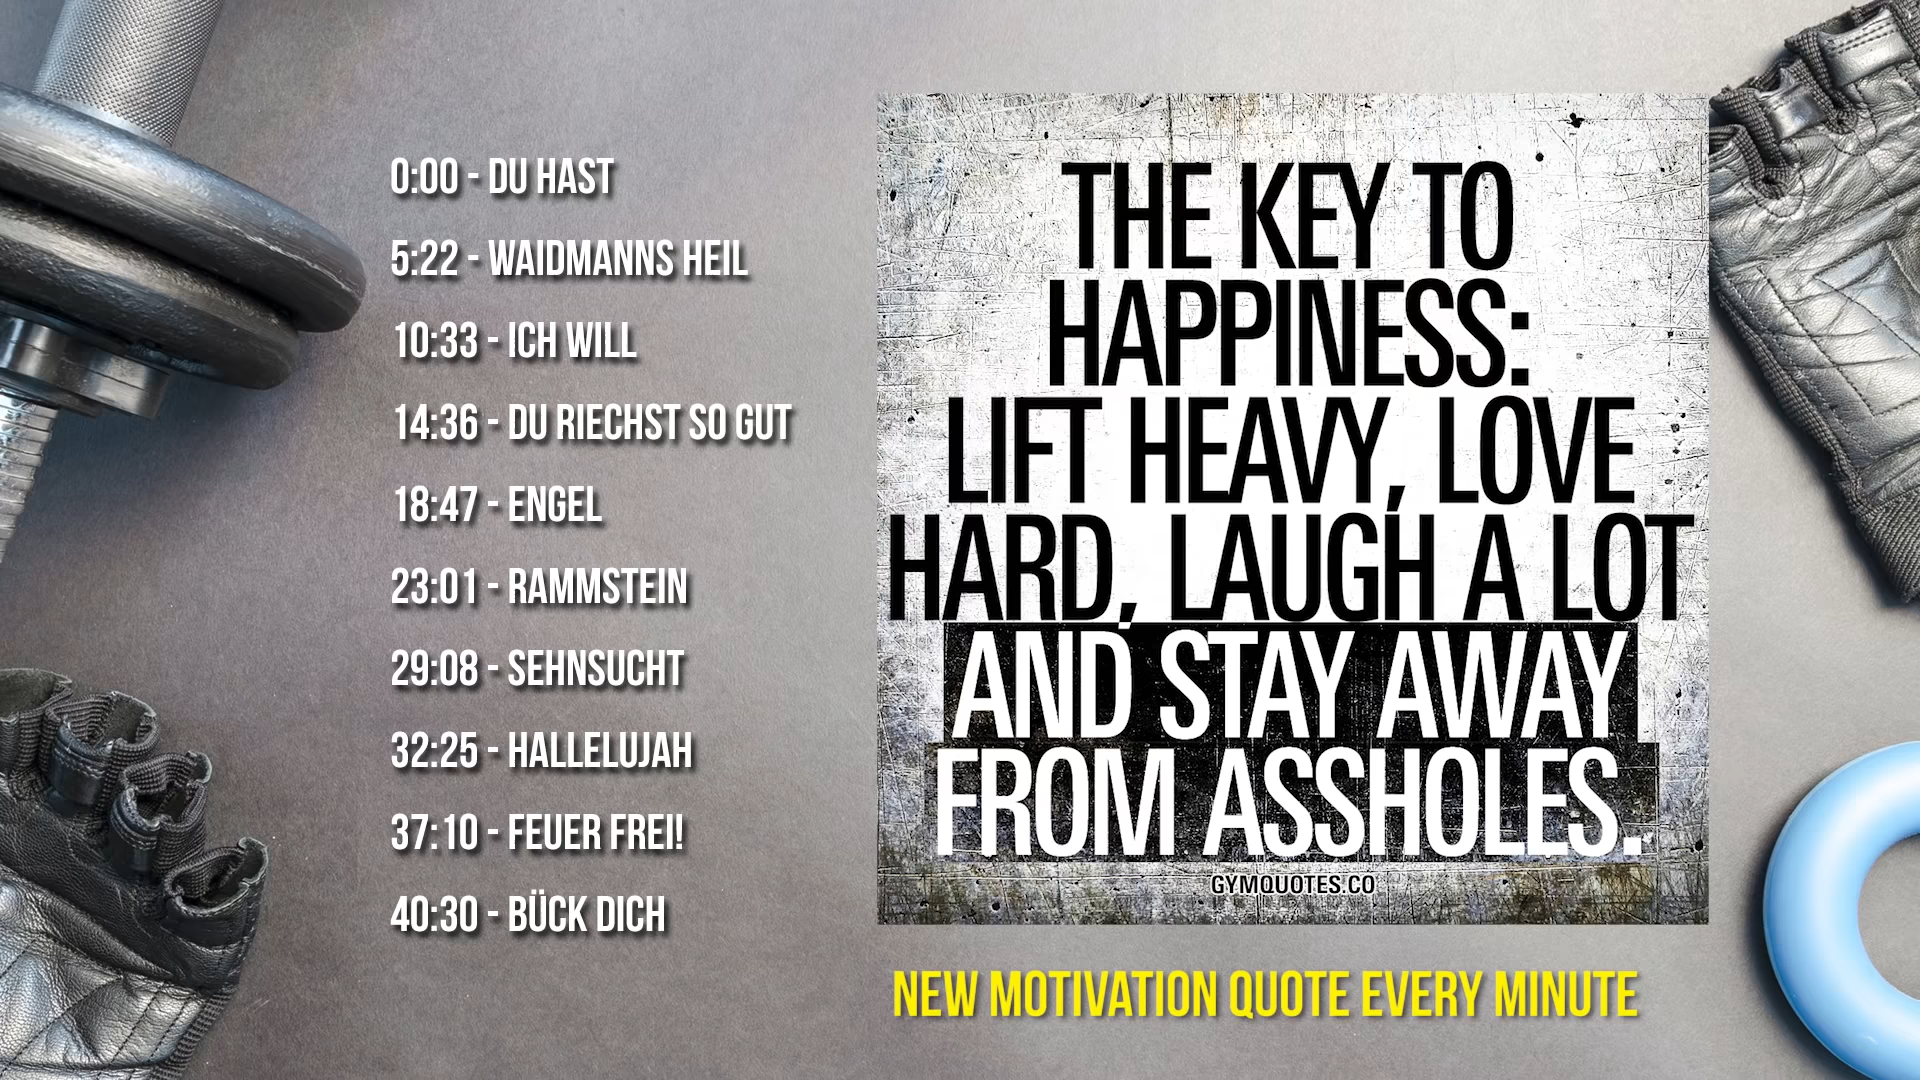 0:00 - DU HAST
5:22 - WAIDMANNS HEIL
10:33 - ICH WILL
14:36 - DU RIECHST SO GUT
18:47 - ENGEL
23:01 - RAMMSTEIN
29:08 - SEHNSUCHT
32:25 - HALLELUJAH
37:10 - FEUER FREI!
40:30 - BÜCK DICH
THE KEY TO
HAPPINESS:
LIFT HEAVY, LOVE
HARD, LAUGH A LOT
AND STAY AWAY
FROM ASSHOLES.
GYMQUOTES.CO
NEW MOTIVATION QUOTE EVERY MINUTE